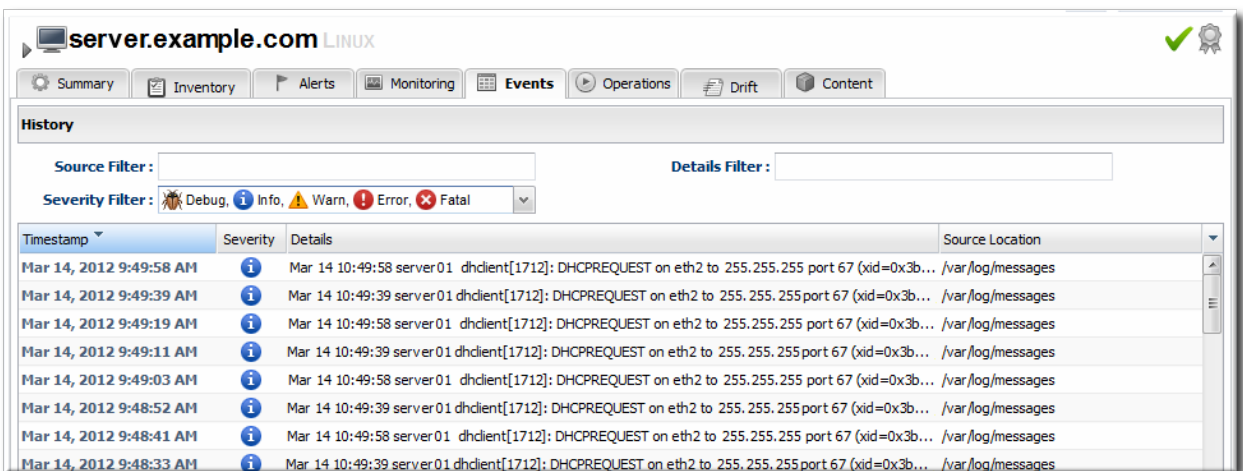 server.example.com LINUX
Summary Inventory Alerts Monitoring Events Operations Drift Content
History
Source Filter : Details Filter :
Severity Filter : Debug, Info, Warn, Error, Fatal
Timestamp Severity Details Source Location
Mar 14, 2012 9:49:58 AM Mar 14 10:49:58 server01 dhclient[1712]: DHCPREQUEST on eth2 to 255.255.255 port 67 (xid=0x3b... /var/log/messages
Mar 14, 2012 9:49:39 AM Mar 14 10:49:39 server01 dhclient[1712]: DHCPREQUEST on eth2 to 255.255.255 port 67 (xid=0x3b... /var/log/messages
Mar 14, 2012 9:49:19 AM Mar 14 10:49:58 server01 dhclient[1712]: DHCPREQUEST on eth2 to 255.255.255 port 67 (xid=0x3b... /var/log/messages
Mar 14, 2012 9:49:11 AM Mar 14 10:49:39 server01 dhclient[1712]: DHCPREQUEST on eth2 to 255.255.255 port 67 (xid=0x3b... /var/log/messages
Mar 14, 2012 9:49:03 AM Mar 14 10:49:58 server01 dhclient[1712]: DHCPREQUEST on eth2 to 255.255.255 port 67 (xid=0x3b... /var/log/messages
Mar 14, 2012 9:48:52 AM Mar 14 10:49:39 server01 dhclient[1712]: DHCPREQUEST on eth2 to 255.255.255 port 67 (xid=0x3b... /var/log/messages
Mar 14, 2012 9:48:41 AM Mar 14 10:49:58 server01 dhclient[1712]: DHCPREQUEST on eth2 to 255.255.255 port 67 (xid=0x3b... /var/log/messages
Mar 14, 2012 9:48:33 AM Mar 14 10:49:39 server01 dhclient[1712]: DHCPREQUEST on eth2 to 255.255.255 port 67 (xid=0x3b... /var/log/messages